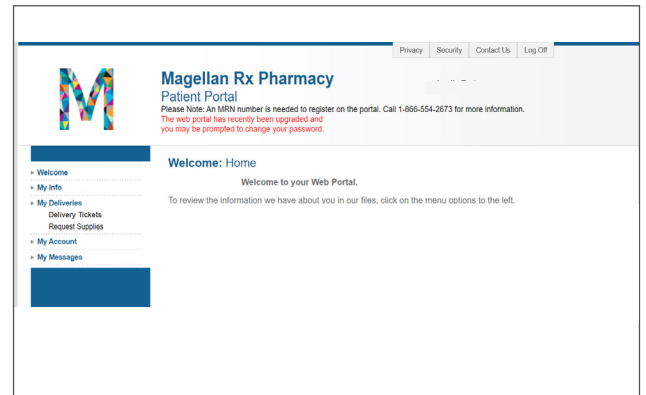 Privacy Security Contact Us Log Off
M
Magellan Rx Pharmacy
Patient Portal
Please Note: An MRN number is needed to register on the portal. Call 1-866-554-2673 for more information.
The web portal has recently been upgraded and
you may be prompted to change your password.
Welcome: Home
Welcome to your Web Portal.
To review the information we have about you in our files, click on the menu options to the left.
Welcome
My Info
My Deliveries
Delivery Tickets
Request Supplies
My Account
My Messages